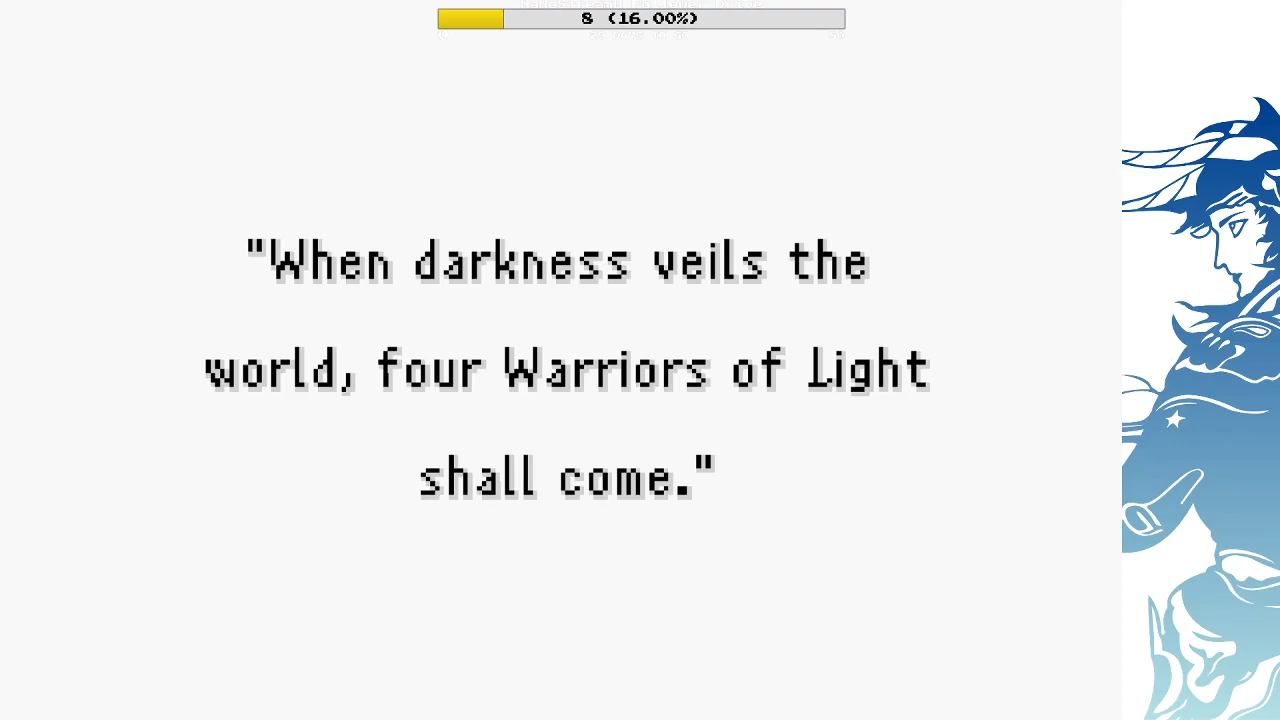 8 (16.00%)
"When darkness veils the
world, four Warriors of Light
shall come."